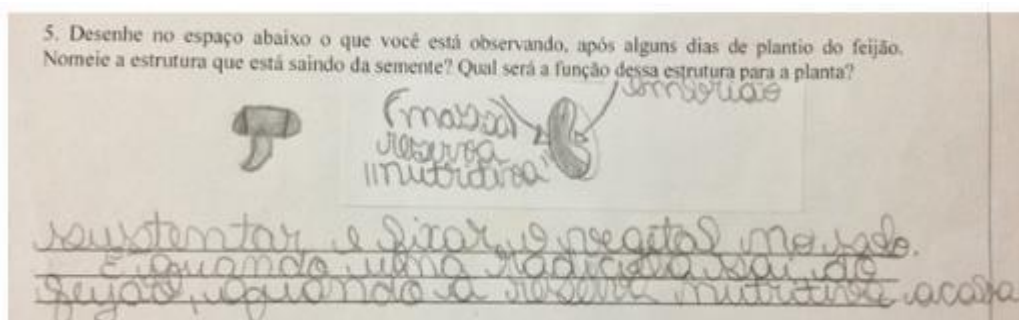 5. Desenhe no espaço abaixo o que você está observando, após alguns dias de plantio do feijão.
Nomeie a estrutura que está saindo da semente? Qual será a função dessa estrutura para a planta?
embrião
(massa)
reserva
nutritiva
sustentar e fixar o vegetal no solo.
É quando uma radícula sai do
feijão, quando a reserva nutritiva acaba